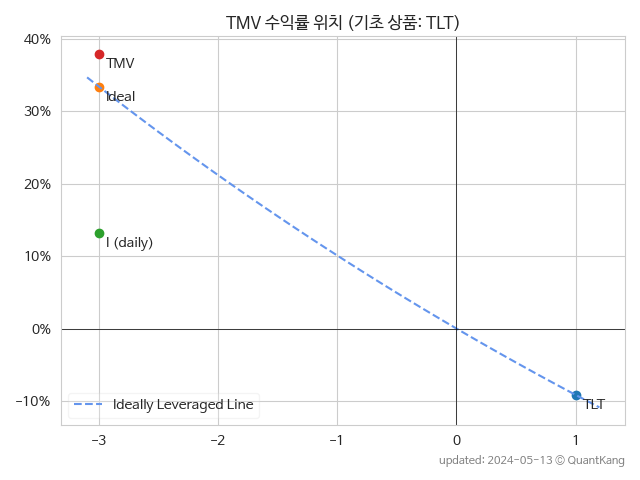 TMV 수익률 위치 (기초 상품: TLT)
40%
TMV
Ideal
30%
20%
I (daily)
10%
0%
−10%
TLT
Ideally Leveraged Line
−3
−2
−1
0
1
updated: 2024-05-13 © QuantKang